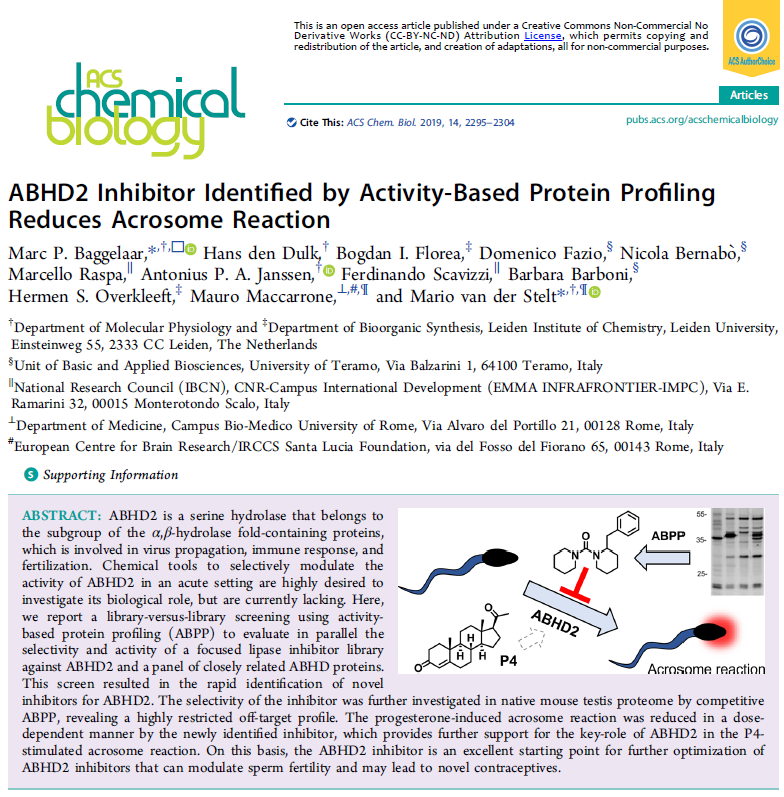 This is an open access article published under a Creative Commons Non-Commercial No
Derivative Works (CC-BY-NC-ND) Attribution License, which permits copying and
redistribution of the article, and creation of adaptations, all for non-commercial purposes.
ACS AuthorChoice
ACS
chemical
biology
Articles
Cite This: ACS Chem. Biol. 2019, 14, 2295−2304
pubs.acs.org/acschemicalbiology
ABHD2 Inhibitor Identified by Activity-Based Protein Profiling
Reduces Acrosome Reaction
Marc P. Baggelaar,*,†,□ iD Hans den Dulk,† Bogdan I. Florea,‡ Domenico Fazio,§ Nicola Bernabò,§
Marcello Raspa,∥ Antonius P. A. Janssen,† iD Ferdinando Scavizzi,∥ Barbara Barboni,§
Hermen S. Overkleeft,‡ Mauro Maccarrone,⊥,#,¶ and Mario van der Stelt*,†,¶ iD
†Department of Molecular Physiology and ‡Department of Bioorganic Synthesis, Leiden Institute of Chemistry, Leiden University,
Einsteinweg 55, 2333 CC Leiden, The Netherlands
§Unit of Basic and Applied Biosciences, University of Teramo, Via Balzarini 1, 64100 Teramo, Italy
∥National Research Council (IBCN), CNR-Campus International Development (EMMA INFRAFRONTIER-IMPC), Via E.
Ramarini 32, 00015 Monterotondo Scalo, Italy
⊥Department of Medicine, Campus Bio-Medico University of Rome, Via Alvaro del Portillo 21, 00128 Rome, Italy
#European Centre for Brain Research/IRCCS Santa Lucia Foundation, via del Fosso del Fiorano 65, 00143 Rome, Italy
S Supporting Information
ABSTRACT: ABHD2 is a serine hydrolase that belongs to
the subgroup of the α,β-hydrolase fold-containing proteins,
which is involved in virus propagation, immune response, and
fertilization. Chemical tools to selectively modulate the
activity of ABHD2 in an acute setting are highly desired to
investigate its biological role, but are currently lacking. Here,
we report a library-versus-library screening using activity-
based protein profiling (ABPP) to evaluate in parallel the
selectivity and activity of a focused lipase inhibitor library
against ABHD2 and a panel of closely related ABHD proteins.
This screen resulted in the rapid identification of novel
inhibitors for ABHD2. The selectivity of the inhibitor was further investigated in native mouse testis proteome by competitive
ABPP, revealing a highly restricted off-target profile. The progesterone-induced acrosome reaction was reduced in a dose-
dependent manner by the newly identified inhibitor, which provides further support for the key-role of ABHD2 in the P4-
stimulated acrosome reaction. On this basis, the ABHD2 inhibitor is an excellent starting point for further optimization of
ABHD2 inhibitors that can modulate sperm fertility and may lead to novel contraceptives.
O
N N
ABPP
55-
35-
25-
ABHD2
O
H
H H
O
P4
Acrosome reaction